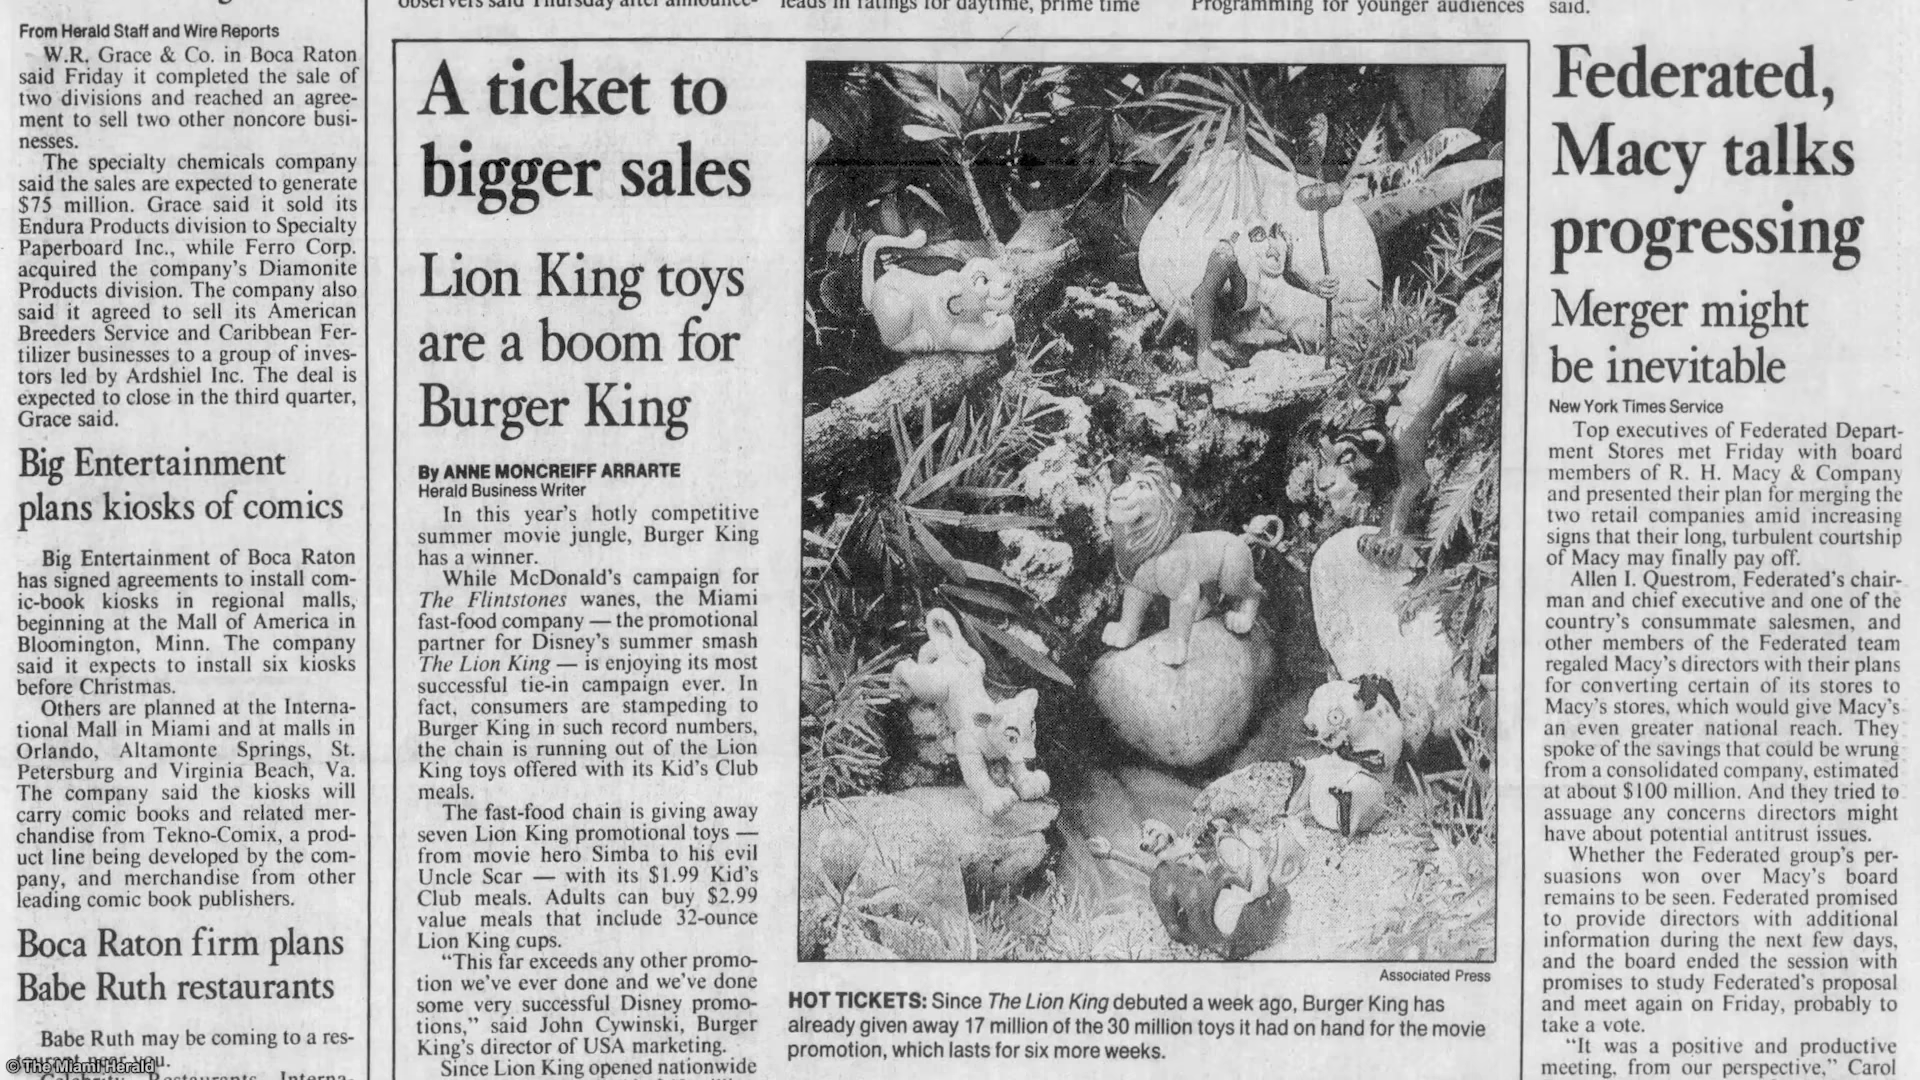 observers said Thursday after announce-
leads in ratings for daytime, prime time
Programming for younger audiences
said.
From Herald Staff and Wire Reports
W.R. Grace & Co. in Boca Raton
said Friday it completed the sale of
two divisions and reached an agree-
ment to sell two other noncore busi-
nesses.
The specialty chemicals company
said the sales are expected to generate
$75 million. Grace said it sold its
Endura Products division to Specialty
Paperboard Inc., while Ferro Corp.
acquired the company's Diamonite
Products division. The company also
said it agreed to sell its American
Breeders Service and Caribbean Fer-
tilizer businesses to a group of inves-
tors led by Ardshiel Inc. The deal is
expected to close in the third quarter,
Grace said.
Big Entertainment
plans kiosks of comics
Big Entertainment of Boca Raton
has signed agreements to install com-
ic-book kiosks in regional malls,
beginning at the Mall of America in
Bloomington, Minn. The company
said it expects to install six kiosks
before Christmas.
Others are planned at the Interna-
tional Mall in Miami and at malls in
Orlando, Altamonte Springs, St.
Petersburg and Virginia Beach, Va.
The company said the kiosks will
carry comic books and related mer-
chandise from Tekno-Comix, a prod-
uct line being developed by the com-
pany, and merchandise from other
leading comic book publishers.
Boca Raton firm plans
Babe Ruth restaurants
Babe Ruth may be coming to a res-
taurant near you.
Celebrity Restaurants Interna-
© The Miami Herald
A ticket to
bigger sales
Lion King toys
are a boom for
Burger King
By ANNE MONCREIFF ARRARTE
Herald Business Writer
In this year's hotly competitive
summer movie jungle, Burger King
has a winner.
While McDonald's campaign for
The Flintstones wanes, the Miami
fast-food company — the promotional
partner for Disney's summer smash
The Lion King — is enjoying its most
successful tie-in campaign ever. In
fact, consumers are stampeding to
Burger King in such record numbers,
the chain is running out of the Lion
King toys offered with its Kid's Club
meals.
The fast-food chain is giving away
seven Lion King promotional toys —
from movie hero Simba to his evil
Uncle Scar — with its $1.99 Kid's
Club meals. Adults can buy $2.99
value meals that include 32-ounce
Lion King cups.
"This far exceeds any other promo-
tion we've ever done and we've done
some very successful Disney promo-
tions," said John Cywinski, Burger
King's director of USA marketing.
Since Lion King opened nationwide
Associated Press
HOT TICKETS: Since The Lion King debuted a week ago, Burger King has
already given away 17 million of the 30 million toys it had on hand for the movie
promotion, which lasts for six more weeks.
Federated,
Macy talks
progressing
Merger might
be inevitable
New York Times Service
Top executives of Federated Depart-
ment Stores met Friday with board
members of R. H. Macy & Company
and presented their plan for merging the
two retail companies amid increasing
signs that their long, turbulent courtship
of Macy may finally pay off.
Allen I. Questrom, Federated's chair-
man and chief executive and one of the
country's consummate salesmen, and
other members of the Federated team
regaled Macy's directors with their plans
for converting certain of its stores to
Macy's stores, which would give Macy's
an even greater national reach. They
spoke of the savings that could be wrung
from a consolidated company, estimated
at about $100 million. And they tried to
assuage any concerns directors might
have about potential antitrust issues.
Whether the Federated group's per-
suasions won over Macy's board
remains to be seen. Federated promised
to provide directors with additional
information during the next few days,
and the board ended the session with
promises to study Federated's proposal
and meet again on Friday, probably to
take a vote.
"It was a positive and productive
meeting, from our perspective," Carol